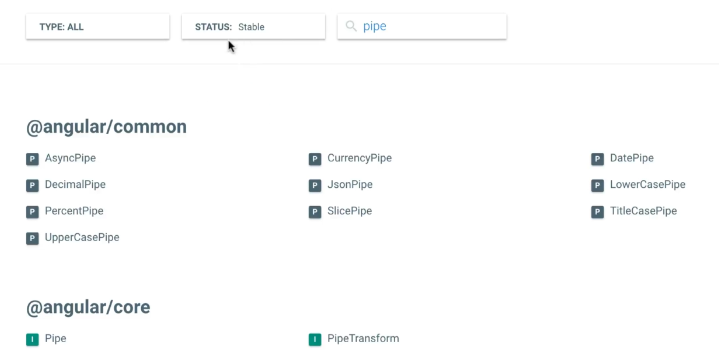 TYPE: ALL STATUS: Stable pipe
@angular/common
P AsyncPipe P CurrencyPipe P DatePipe
P DecimalPipe P JsonPipe P LowerCasePipe
P PercentPipe P SlicePipe P TitleCasePipe
P UpperCasePipe
@angular/core
I Pipe I PipeTransform